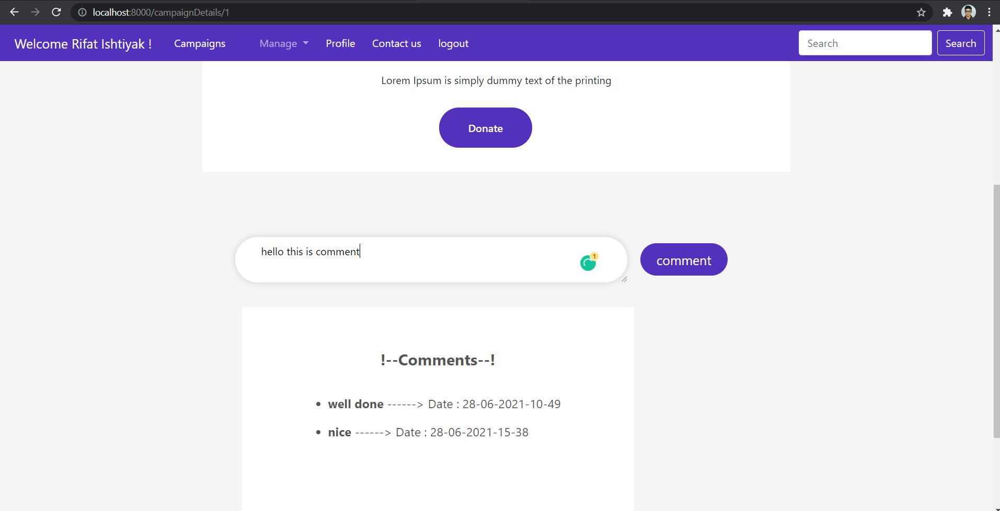 localhost:8000/campaignDetails/1
Welcome Rifat Ishtiyak ! Campaigns Manage Profile Contact us logout Search Search
Lorem Ipsum is simply dummy text of the printing
Donate
hello this is comment
1
comment
!--Comments--!
well done ------> Date : 28-06-2021-10-49
nice ------> Date : 28-06-2021-15-38